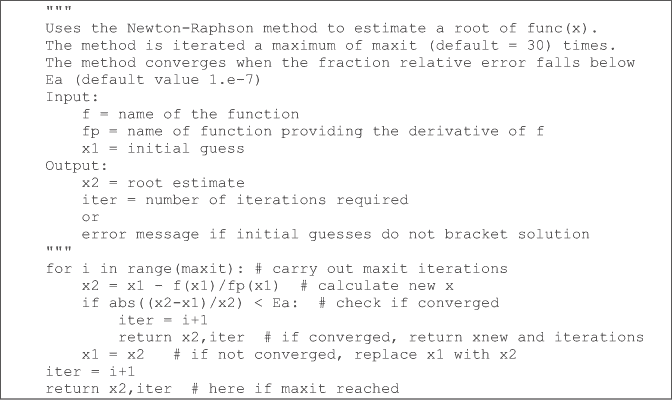 """
Uses the Newton-Raphson method to estimate a root of func(x).
The method is iterated a maximum of maxit (default = 30) times.
The method converges when the fraction relative error falls below
Ea (default value 1.e-7)
Input:
    f = name of the function
    fp = name of function providing the derivative of f
    x1 = initial guess
Output:
    x2 = root estimate
    iter = number of iterations required
    or
    error message if initial guesses do not bracket solution
"""
for i in range(maxit): # carry out maxit iterations
    x2 = x1 - f(x1)/fp(x1)  # calculate new x
    if abs((x2-x1)/x2) < Ea:  # check if converged
        iter = i+1
        return x2,iter  # if converged, return xnew and iterations
    x1 = x2   # if not converged, replace x1 with x2
iter = i+1
return x2,iter  # here if maxit reached